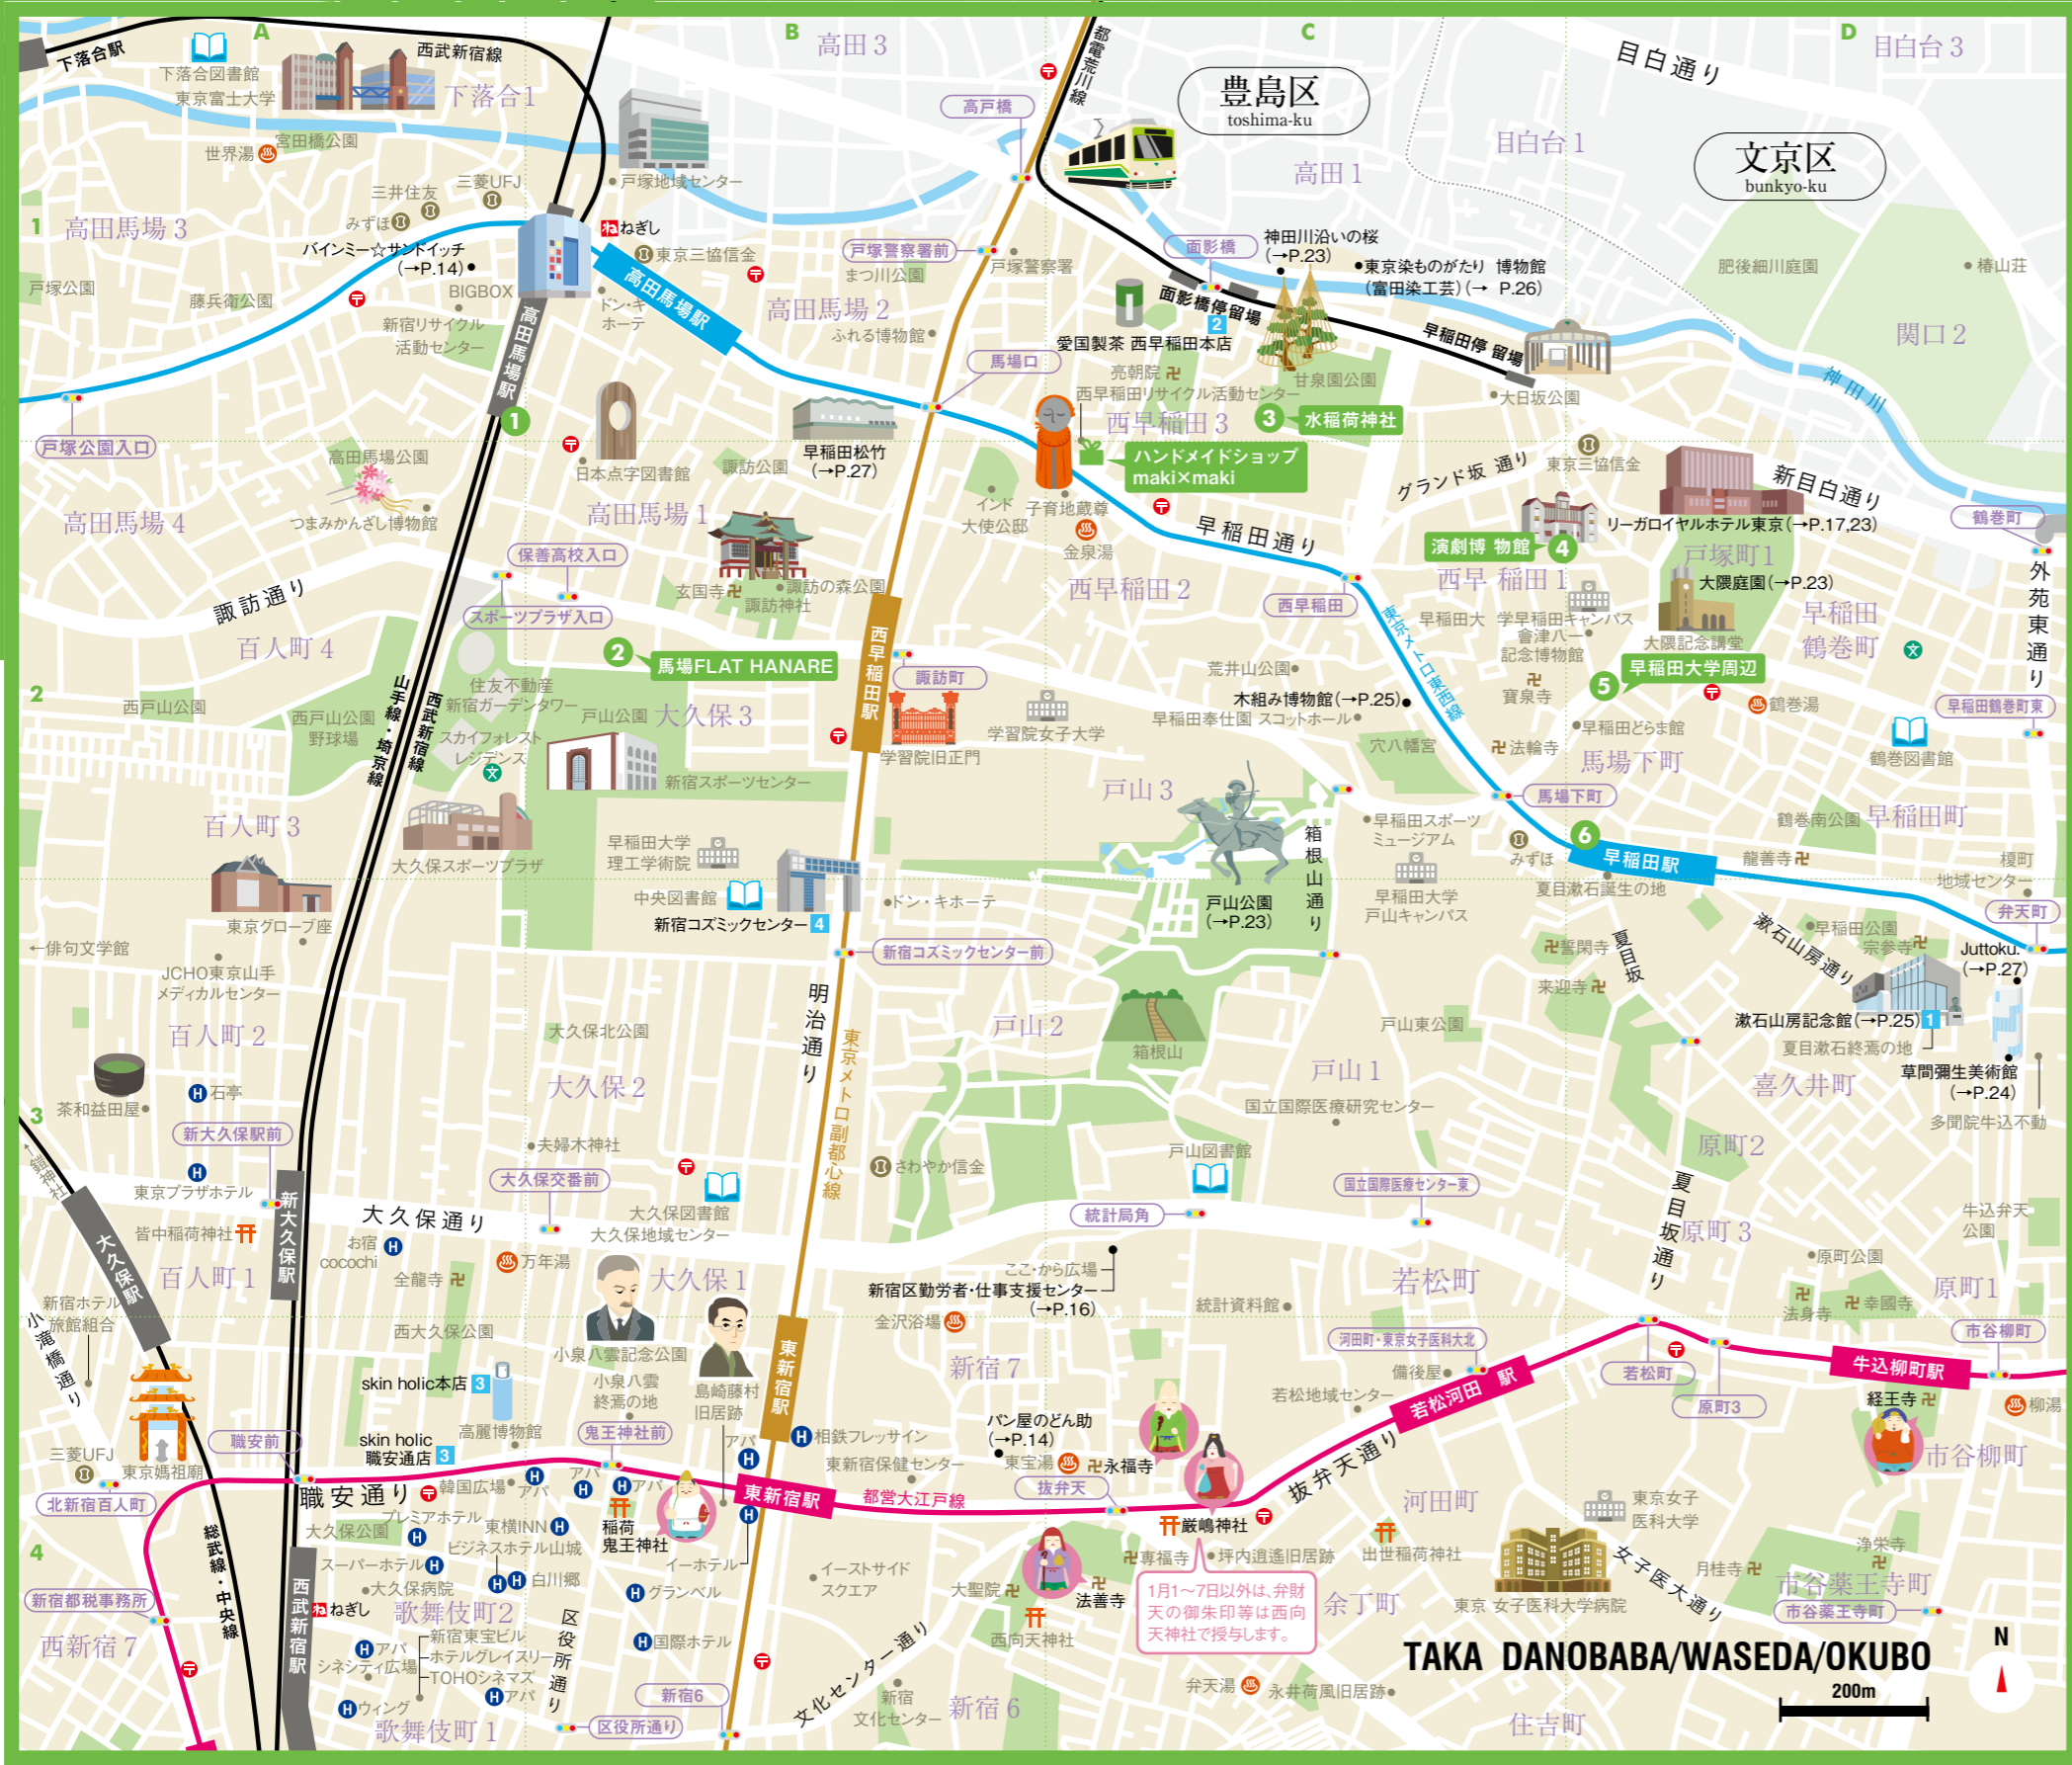 A
B
C
D
1
2
3
4
下落合駅
下落合図書館
東京富士大学
西武新宿線
下落合1
宮田橋公園
世界湯
高田3
都電荒川線
高戸橋
豊島区
toshima-ku
目白通り
目白台3
目白台1
文京区
bunkyo-ku
高田1
戸塚地域センター
三井住友
三菱UFJ
みずほ
高田馬場3
バインミー☆サンドイッチ
(→P.14)
BIGBOX
戸塚公園
藤兵衛公園
新宿リサイクル
活動センター
ねぎし
東京三協信金
ドン・キ
ホーテ
高田馬場駅
高田馬場駅
戸塚警察署前
戸塚警察署
まつ川公園
高田馬場2
ふれる博物館
馬場口
面影橋
神田川沿いの桜
(→P.23)
東京染ものがたり 博物館
(富田染工芸)(→ P.26)
面影橋停留場
2
愛国製茶 西早稲田本店
早稲田停 留場
肥後細川庭園
椿山荘
関口2
神田川
亮朝院
西早稲田リサイクル活動センター
西早稲田3
甘泉園公園
3
水稲荷神社
大日坂公園
戸塚公園入口
1
高田馬場公園
つまみかんざし博物館
高田馬場4
日本点字図書館
諏訪公園
早稲田松竹
(→P.27)
ハンドメイドショップ
maki×maki
インド
大使公邸
子育地蔵尊
金泉湯
グランド坂 通り
東京三協信金
新目白通り
リーガロイヤルホテル東京(→P.17,23)
鶴巻町
高田馬場1
早稲田通り
演劇博 物館
4
戸塚町1
西早 稲田1
大隈庭園(→P.23)
外苑東通り
保善高校入口
スポーツプラザ入口
玄国寺
諏訪の森公園
諏訪神社
西早稲田2
西早稲田
早稲田大 学早稲田キャンパス
會津八一
記念博物館
大隈記念講堂
早稲田
鶴巻町
諏訪通り
百人町4
2
馬場FLAT HANARE
西早稲田駅
諏訪町
荒井山公園
東京メトロ東西線
寶泉寺
5
早稲田大学周辺
木組み博物館(→P.25)
早稲田奉仕園 スコットホール
早稲田どらま館
鶴巻湯
早稲田鶴巻町東
西戸山公園
西戸山公園
野球場
山手線・埼京線
西武新宿線
住友不動産
新宿ガーデンタワー
スカイフォレスト
レジデンス
戸山公園
大久保3
新宿スポーツセンター
学習院旧正門
学習院女子大学
穴八幡宮
法輪寺
馬場下町
鶴巻図書館
戸山3
馬場下町
百人町3
大久保スポーツプラザ
早稲田大学
理工学術院
箱根山通り
早稲田スポーツ
ミュージアム
みずほ
6
早稲田駅
鶴巻南公園
早稲田町
龍善寺
榎町
地域センター
夏目漱石誕生の地
早稲田大学
戸山キャンパス
弁天町
東京グローブ座
中央図書館
新宿コズミックセンター
4
ドン・キホーテ
戸山公園
(→P.23)
←俳句文学館
新宿コズミックセンター前
誓閑寺
夏目坂
漱石山房通り
早稲田公園
宗参寺
Juttoku.
(→P.27)
JCHO東京山手
メディカルセンター
来迎寺
漱石山房記念館(→P.25)
1
夏目漱石終焉の地
百人町2
明治通り
大久保北公園
戸山2
戸山東公園
箱根山
戸山1
喜久井町
草間彌生美術館
(→P.24)
多聞院牛込不動
東京メトロ副都心線
大久保2
石亭
茶和益田屋
国立国際医療研究センター
原町2
←鎧神社
新大久保駅前
夫婦木神社
さわやか信金
戸山図書館
国立国際医療センター東
東京プラザホテル
大久保交番前
統計局角
夏目坂通り
牛込弁天
公園
皆中稲荷神社
新大久保駅
大久保通り
大久保図書館
大久保地域センター
原町3
お宿
cocochi
万年湯
原町公園
大久保駅
百人町1
全龍寺
大久保1
ここ・から広場
新宿区勤労者・仕事支援センター
(→P.16)
若松町
統計資料館
原町1
法身寺
幸國寺
新宿ホテル
旅館組合
小滝橋通り
西大久保公園
小泉八雲記念公園
金沢浴場
河田町・東京女子医科大北
市谷柳町
skin holic本店
3
小泉八雲
終焉の地
島崎藤村
旧居跡
東新宿駅
新宿7
備後屋
若松地域センター
若松河田 駅
若松町
原町3
牛込柳町駅
経王寺
柳湯
高麗博物館
skin holic
職安通店
3
職安前
鬼王神社前
三菱UFJ
東京媽祖廟
北新宿百人町
アパ
相鉄フレッサイン
東新宿保健センター
パン屋のどん助
(→P.14)
東宝湯
永福寺
抜弁天
抜弁天通り
市谷柳町
職安通り
韓国広場
アパ
アパ
アパ
東新宿駅
都営大江戸線
河田町
東京女子
医科大学
大久保公園
プレミアホテル
東横INN
稲荷
鬼王神社
厳嶋神社
総武線・中央線
スーパーホテル
ビジネスホテル山城
イーホテル
イーストサイド
スクエア
専福寺
坪内逍遙旧居跡
出世稲荷神社
浄栄寺
月桂寺
女子医大通り
大久保病院
白川郷
グランベル
大聖院
法善寺
1月1～7日以外は、弁財
天の御朱印等は西向
天神社で授与します。
余丁町
東京 女子医科大学病院
市谷薬王寺町
市谷薬王寺町
新宿都税事務所
西武新宿駅
ねぎし
歌舞伎町2
西新宿7
区役所通り
国際ホテル
西向天神社
アパ
シネシティ広場
新宿東宝ビル
ホテルグレイスリー
TOHOシネマズ
文化センター通り
TAKA DANOBABA/WASEDA/OKUBO
N
200m
ウィング
アパ
新宿6
新宿
文化センター
新宿6
弁天湯
永井荷風旧居跡
歌舞伎町1
区役所通り
住吉町